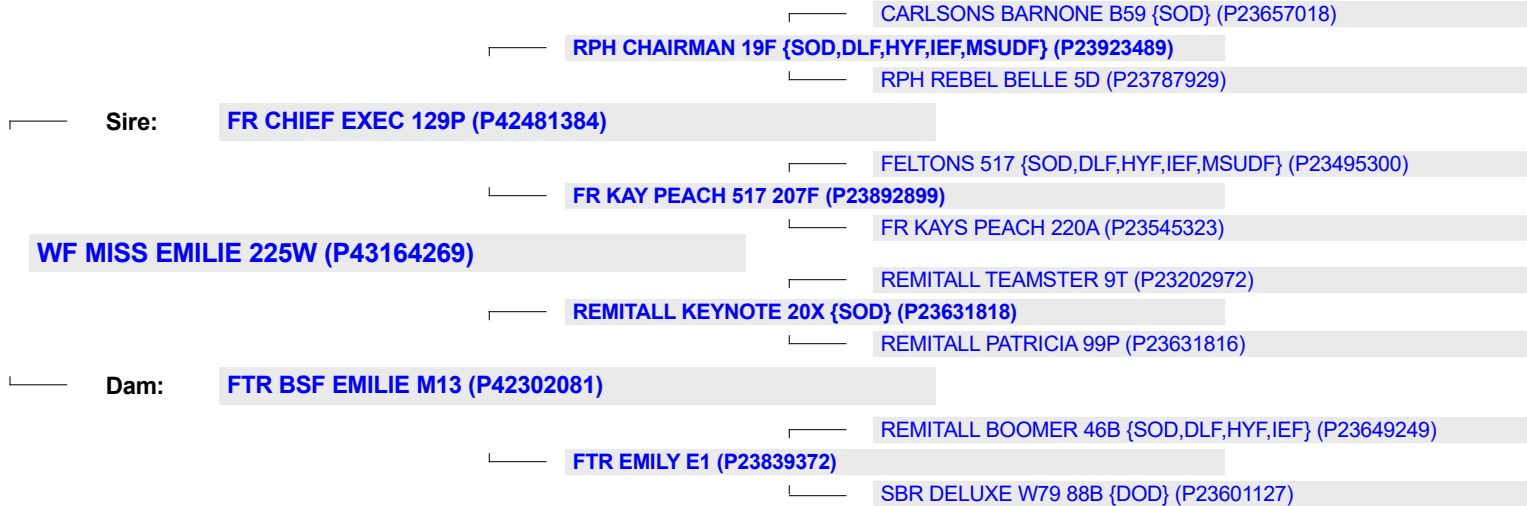 CARLSONS BARNONE B59 {SOD} (P23657018)
RPH CHAIRMAN 19F {SOD,DLF,HYF,IEF,MSUDF} (P23923489)
RPH REBEL BELLE 5D (P23787929)
Sire: FR CHIEF EXEC 129P (P42481384)
FELTONS 517 {SOD,DLF,HYF,IEF,MSUDF} (P23495300)
FR KAY PEACH 517 207F (P23892899)
FR KAYS PEACH 220A (P23545323)
WF MISS EMILIE 225W (P43164269)
REMITALL TEAMSTER 9T (P23202972)
REMITALL KEYNOTE 20X {SOD} (P23631818)
REMITALL PATRICIA 99P (P23631816)
Dam: FTR BSF EMILIE M13 (P42302081)
REMITALL BOOMER 46B {SOD,DLF,HYF,IEF} (P23649249)
FTR EMILY E1 (P23839372)
SBR DELUXE W79 88B {DOD} (P23601127)